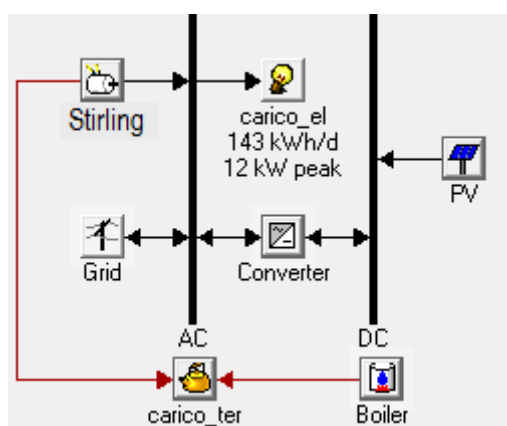 Stirling
carico_el
143 kWh/d
12 kW peak
PV
Grid
Converter
AC
DC
carico_ter
Boiler